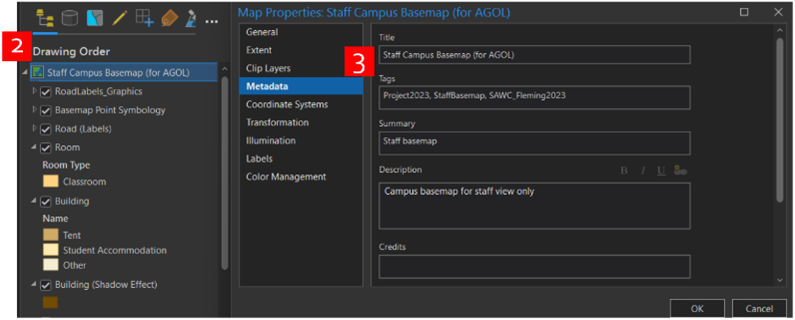 2
Drawing Order
Staff Campus Basemap (for AGOL)
RoadLabels_Graphics
Basemap Point Symbology
Road (Labels)
Room
Room Type
Classroom
Building
Name
Tent
Student Accommodation
Other
Building (Shadow Effect)
Map Properties: Staff Campus Basemap (for AGOL)
General
Extent
Clip Layers
Metadata
Coordinate Systems
Transformation
Illumination
Labels
Color Management
3
Title
Staff Campus Basemap (for AGOL)
Tags
Project2023, StaffBasemap, SAWC_Fleming2023
Summary
Staff basemap
Description
B I U
Campus basemap for staff view only
Credits
OK Cancel